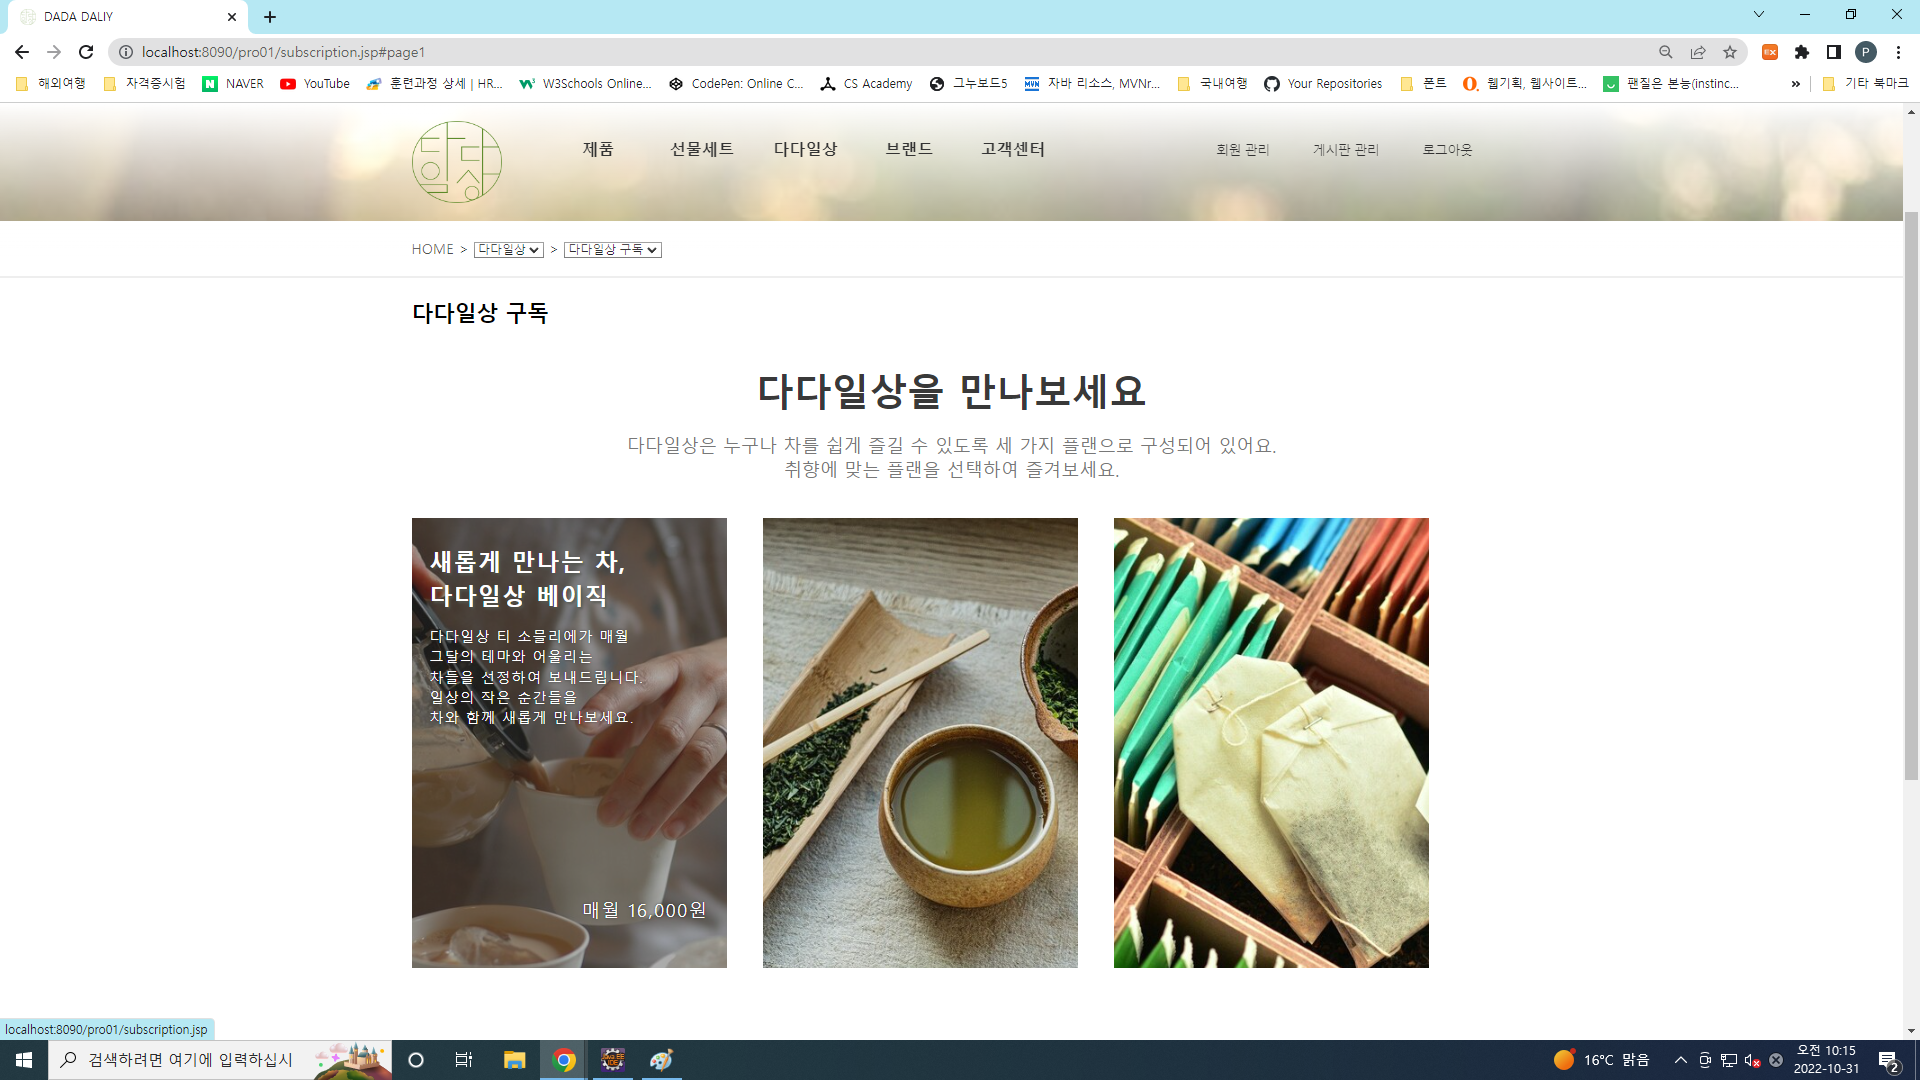 DADA DALIY
localhost:8090/pro01/subscription.jsp#page1
해외여행
자격증시험
NAVER
YouTube
훈련과정 상세 | HR...
W3Schools Online...
CodePen: Online C...
CS Academy
그누보드5
자바 리소스, MVNr...
국내여행
Your Repositories
폰트
웹기획, 웹사이트...
팬질은 본능(instinc...
»
기타 북마크
P
EX
다다일상
제품
선물세트
다다일상
브랜드
고객센터
회원 관리
게시판 관리
로그아웃
HOME > 다다일상 > 다다일상 구독
다다일상 구독
다다일상을 만나보세요
다다일상은 누구나 차를 쉽게 즐길 수 있도록 세 가지 플랜으로 구성되어 있어요.
취향에 맞는 플랜을 선택하여 즐겨보세요.
새롭게 만나는 차,
다다일상 베이직
다다일상 티 소믈리에가 매월
그달의 테마와 어울리는
차들을 선정하여 보내드립니다.
일상의 작은 순간들을
차와 함께 새롭게 만나보세요.
매월 16,000원
localhost:8090/pro01/subscription.jsp
검색하려면 여기에 입력하십시
16°C 맑음
오전 10:15
2022-10-31
2